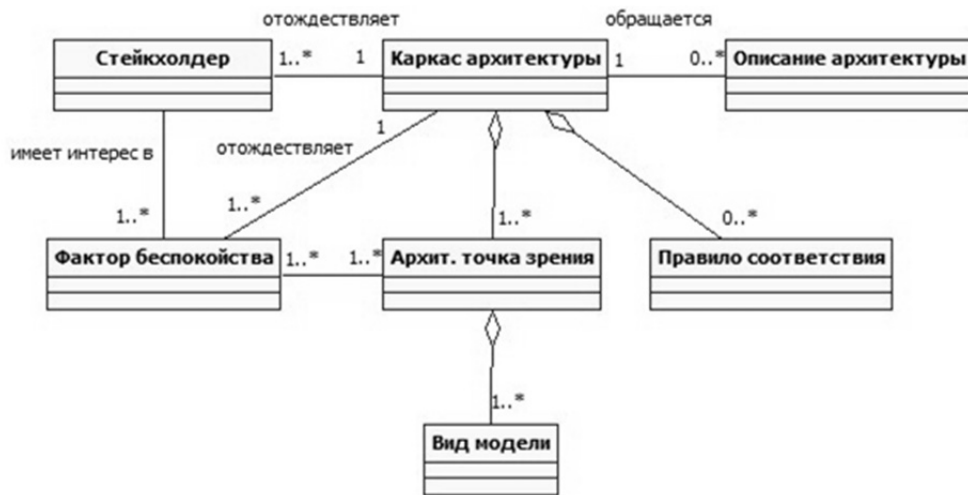 отождествляет
обращается
Стейкхолдер
1..*
1
Каркас архитектуры
1
0..*
Описание архитектуры
имеет интерес в
отождествляет
1
1..*
1..*
1..*
0..*
Фактор беспокойства
1..*
1..*
Архит. точка зрения
Правило соответствия
1..*
Вид модели